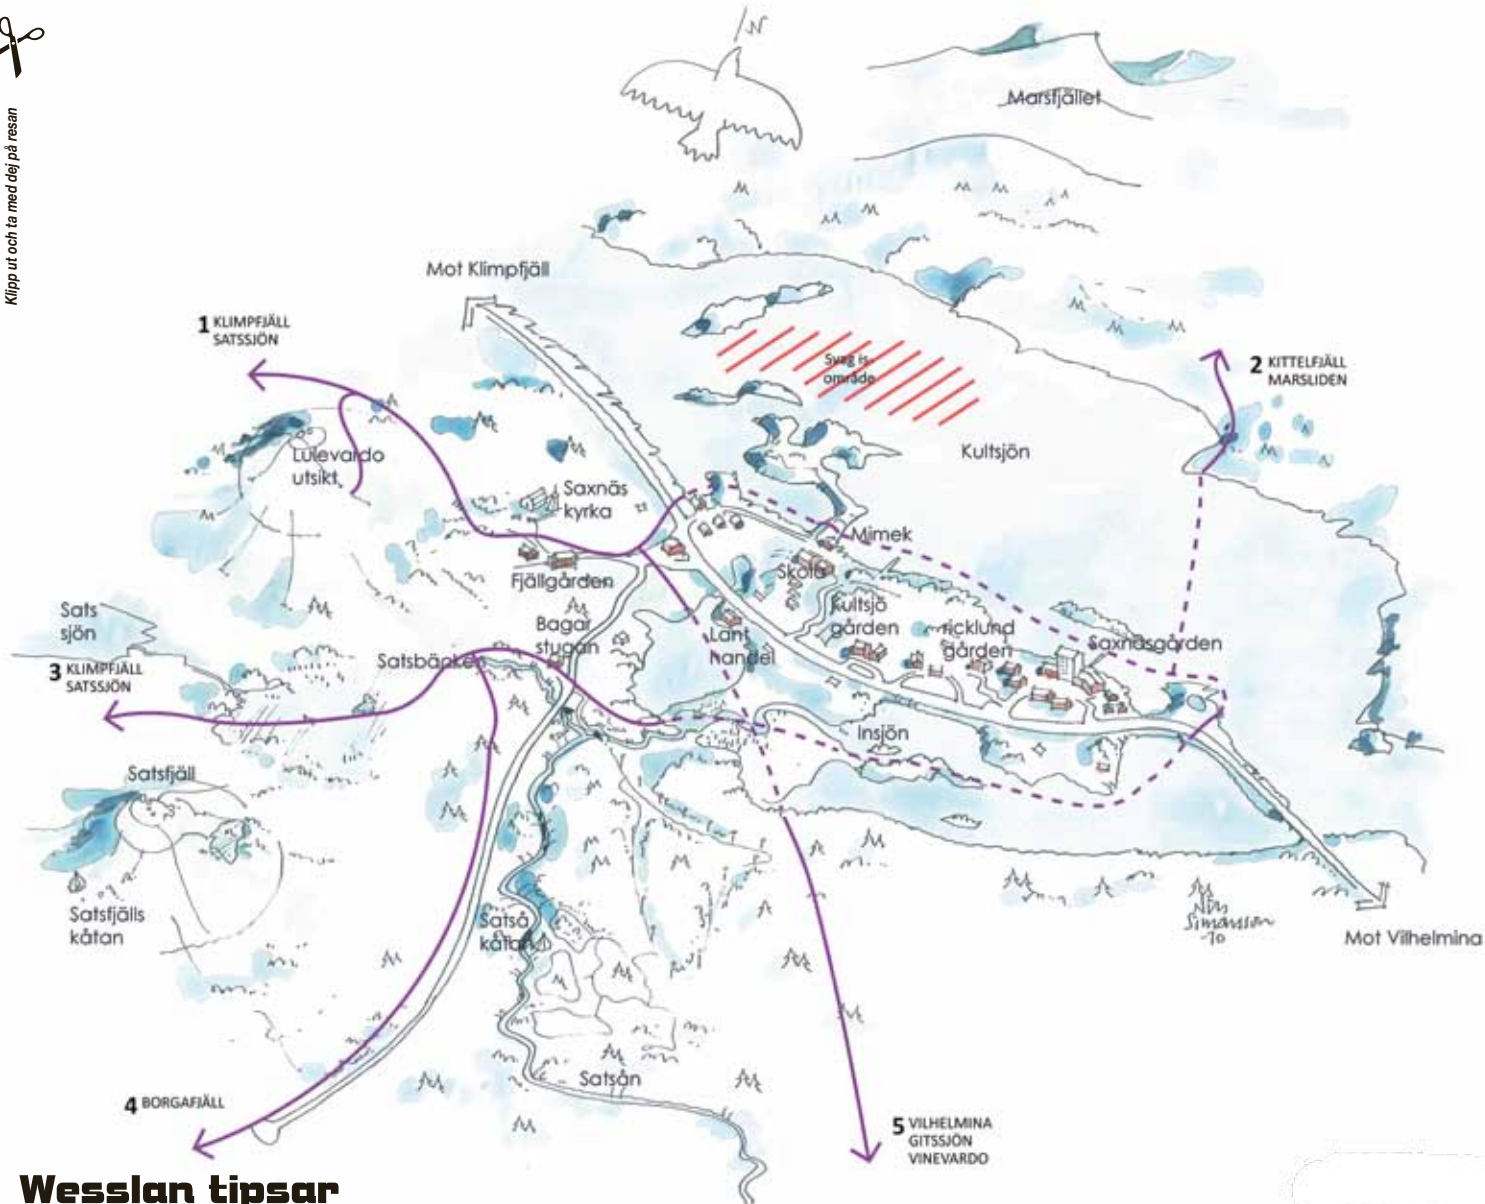 Klipp ut och ta med dej på resan
N
Marsfjället
Mot Klimpfjäll
1 KLIMPFJÄLL
SATSSJÖN
Svag is-
område
2 KITTELFJÄLL
MARSLIDEN
Kultsjön
Lulevardo
utsikt
Saxnäs
kyrka
Mimek
Skola
Fjällgården
Sats
sjön
Bagar
stugan
Kultsjö
gården
ricklund
gården
Lant
handel
Saxnäsgården
Satsbäcken
3 KLIMPFJÄLL
SATSSJÖN
Insjön
Satsfjäll
Satsfjälls
kåtan
Satså
kåtan
Nils
Simonsson
-10
Mot Vilhelmina
Satsån
4 BORGAFJÄLL
5 VILHELMINA
GITSSJÖN
VINEVARDO
Wesslan tipsar